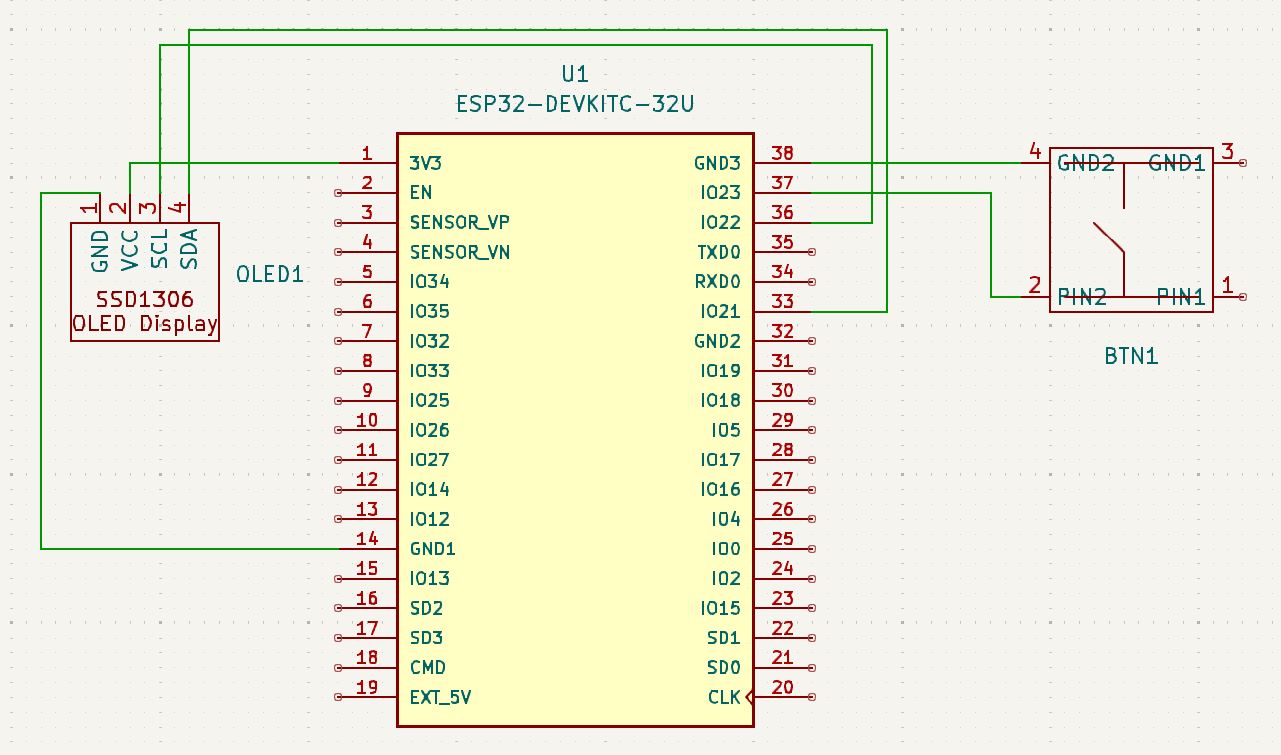 U1
ESP32-DEVKITC-32U
1 3V3
2 EN
3 SENSOR_VP
4 SENSOR_VN
5 IO34
6 IO35
7 IO32
8 IO33
9 IO25
10 IO26
11 IO27
12 IO14
13 IO12
14 GND1
15 IO13
16 SD2
17 SD3
18 CMD
19 EXT_5V
GND3 38
IO23 37
IO22 36
TXD0 35
RXD0 34
IO21 33
GND2 32
IO19 31
IO18 30
IO5 29
IO17 28
IO16 27
IO4 26
IO0 25
IO2 24
IO15 23
SD1 22
SD0 21
CLK 20
1 GND
2 VCC
3 SCL
4 SDA
SSD1306
OLED Display
OLED1
4 GND2 GND1 3
2 PIN2 PIN1 1
BTN1